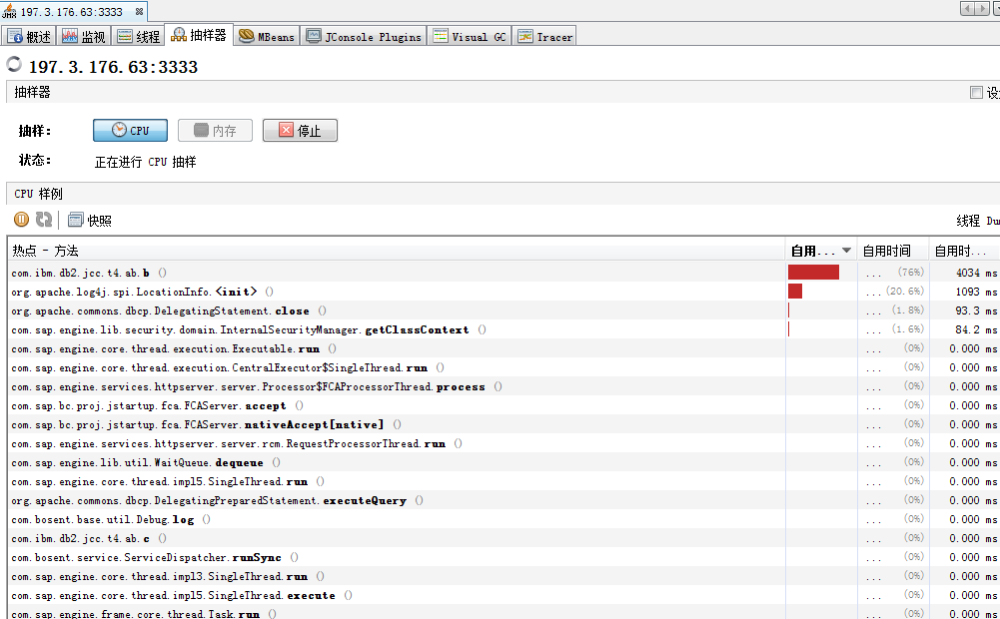 JMX 197.3.176.63:3333
概述 监视 线程 抽样器 MBeans JConsole Plugins Visual GC Tracer
197.3.176.63:3333
抽样器
抽样: CPU 内存 停止
状态: 正在进行 CPU 抽样
CPU 样例
快照 线程
热点 - 方法 自用... 自用时间 自用时...
com.ibm.db2.jcc.t4.ab.b () ... (76%) 4034 ms
org.apache.log4j.spi.LocationInfo.<init> () ... (20.6%) 1093 ms
org.apache.commons.dbcp.DelegatingStatement.close () ... (1.8%) 93.3 ms
com.sap.engine.lib.security.domain.InternalSecurityManager.getClassContext () ... (1.6%) 84.2 ms
com.sap.engine.core.thread.execution.Executable.run () ... (0%) 0.000 ms
com.sap.engine.core.thread.execution.CentralExecutor$SingleThread.run () ... (0%) 0.000 ms
com.sap.engine.services.httpserver.server.Processor$FCAProcessorThread.process () ... (0%) 0.000 ms
com.sap.bc.proj.jstartup.fca.FCAServer.accept () ... (0%) 0.000 ms
com.sap.bc.proj.jstartup.fca.FCAServer.nativeAccept[native] () ... (0%) 0.000 ms
com.sap.engine.services.httpserver.server.rcm.RequestProcessorThread.run () ... (0%) 0.000 ms
com.sap.engine.lib.util.WaitQueue.dequeue () ... (0%) 0.000 ms
com.sap.engine.core.thread.impl5.SingleThread.run () ... (0%) 0.000 ms
org.apache.commons.dbcp.DelegatingPreparedStatement.executeQuery () ... (0%) 0.000 ms
com.bosent.base.util.Debug.log () ... (0%) 0.000 ms
com.ibm.db2.jcc.t4.ab.c () ... (0%) 0.000 ms
com.bosent.service.ServiceDispatcher.runSync () ... (0%) 0.000 ms
com.sap.engine.core.thread.impl3.SingleThread.run () ... (0%) 0.000 ms
com.sap.engine.core.thread.impl5.SingleThread.execute () ... (0%) 0.000 ms
com.sap.engine.frame.core.thread.Task.run () ... (0%) 0.000 ms